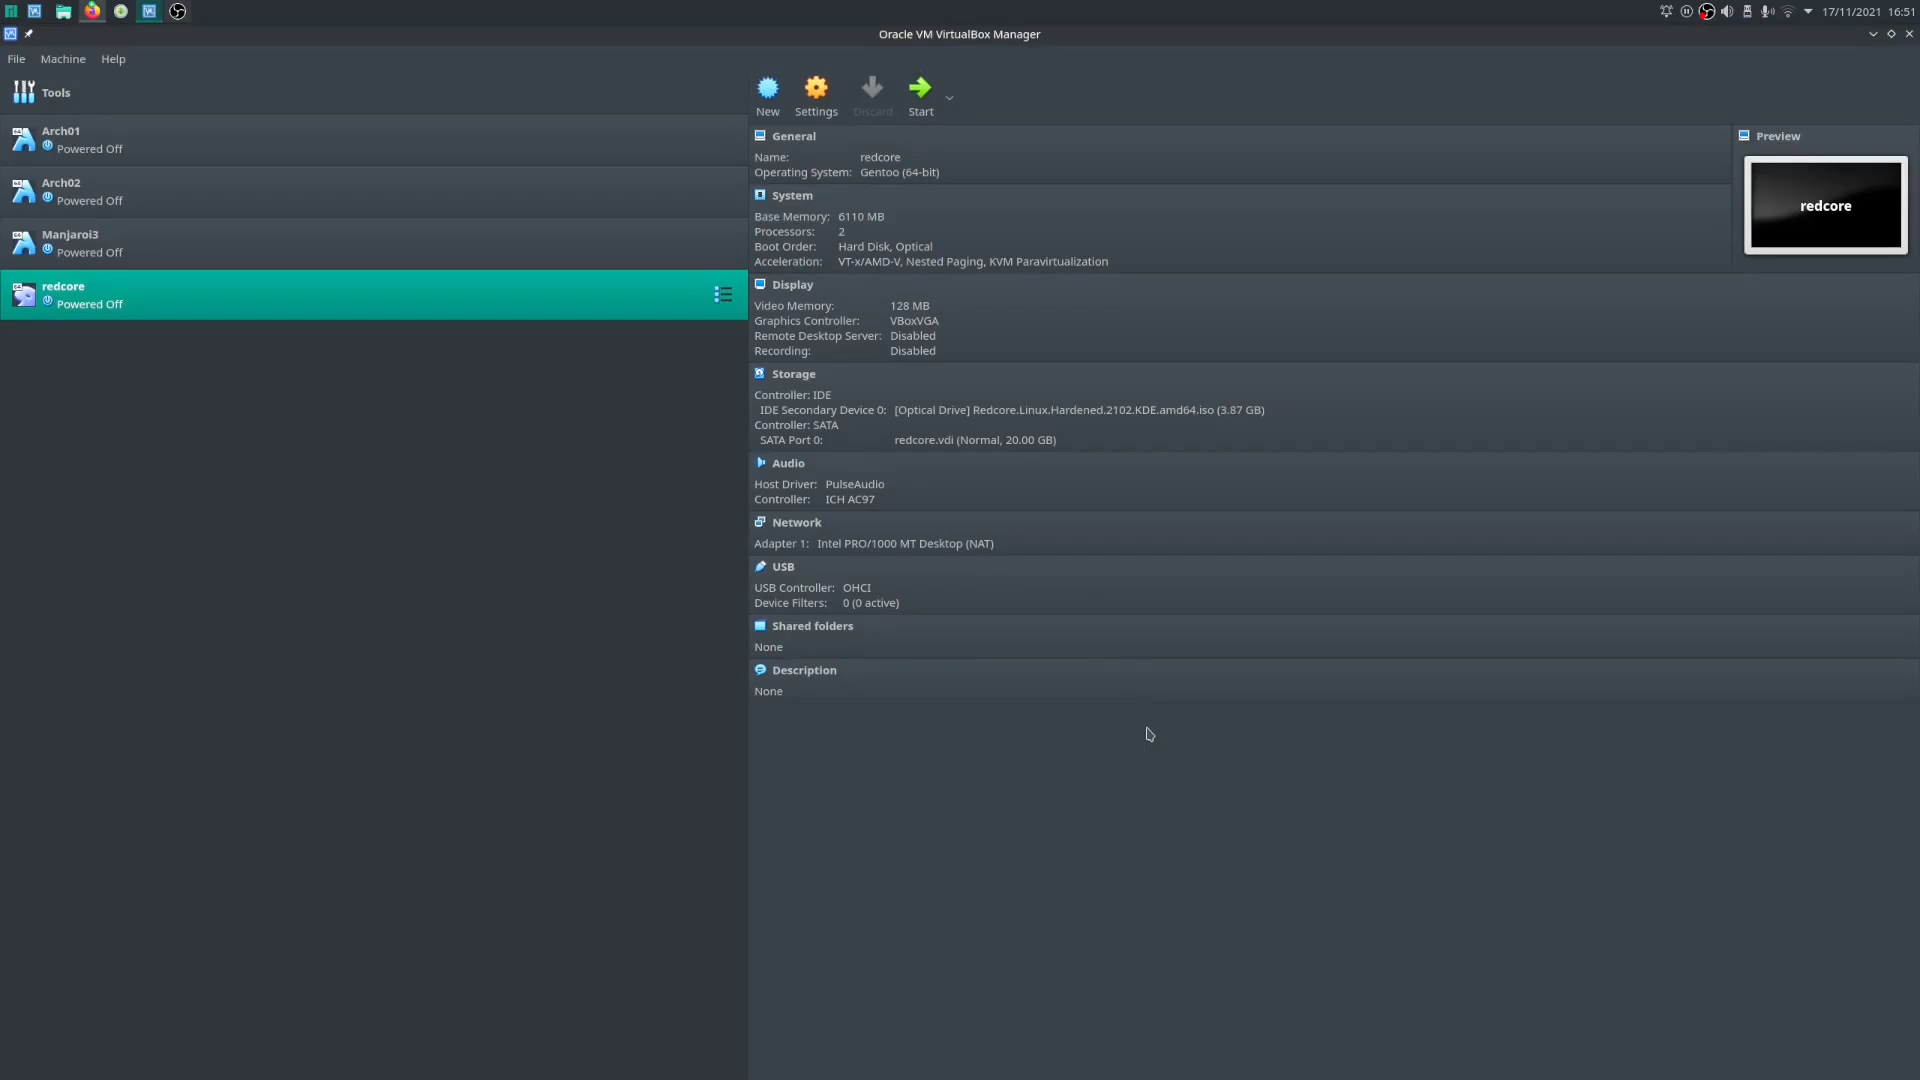 17/11/2021 16:51
Oracle VM VirtualBox Manager
File Machine Help
Tools
Arch01
Powered Off
Arch02
Powered Off
Manjaroi3
Powered Off
redcore
Powered Off
New Settings Discard Start
General
Name: redcore
Operating System: Gentoo (64-bit)
System
Base Memory: 6110 MB
Processors: 2
Boot Order: Hard Disk, Optical
Acceleration: VT-x/AMD-V, Nested Paging, KVM Paravirtualization
Display
Video Memory: 128 MB
Graphics Controller: VBoxVGA
Remote Desktop Server: Disabled
Recording: Disabled
Storage
Controller: IDE
IDE Secondary Device 0: [Optical Drive] Redcore.Linux.Hardened.2102.KDE.amd64.iso (3.87 GB)
Controller: SATA
SATA Port 0: redcore.vdi (Normal, 20.00 GB)
Audio
Host Driver: PulseAudio
Controller: ICH AC97
Network
Adapter 1: Intel PRO/1000 MT Desktop (NAT)
USB
USB Controller: OHCI
Device Filters: 0 (0 active)
Shared folders
None
Description
None
Preview
redcore